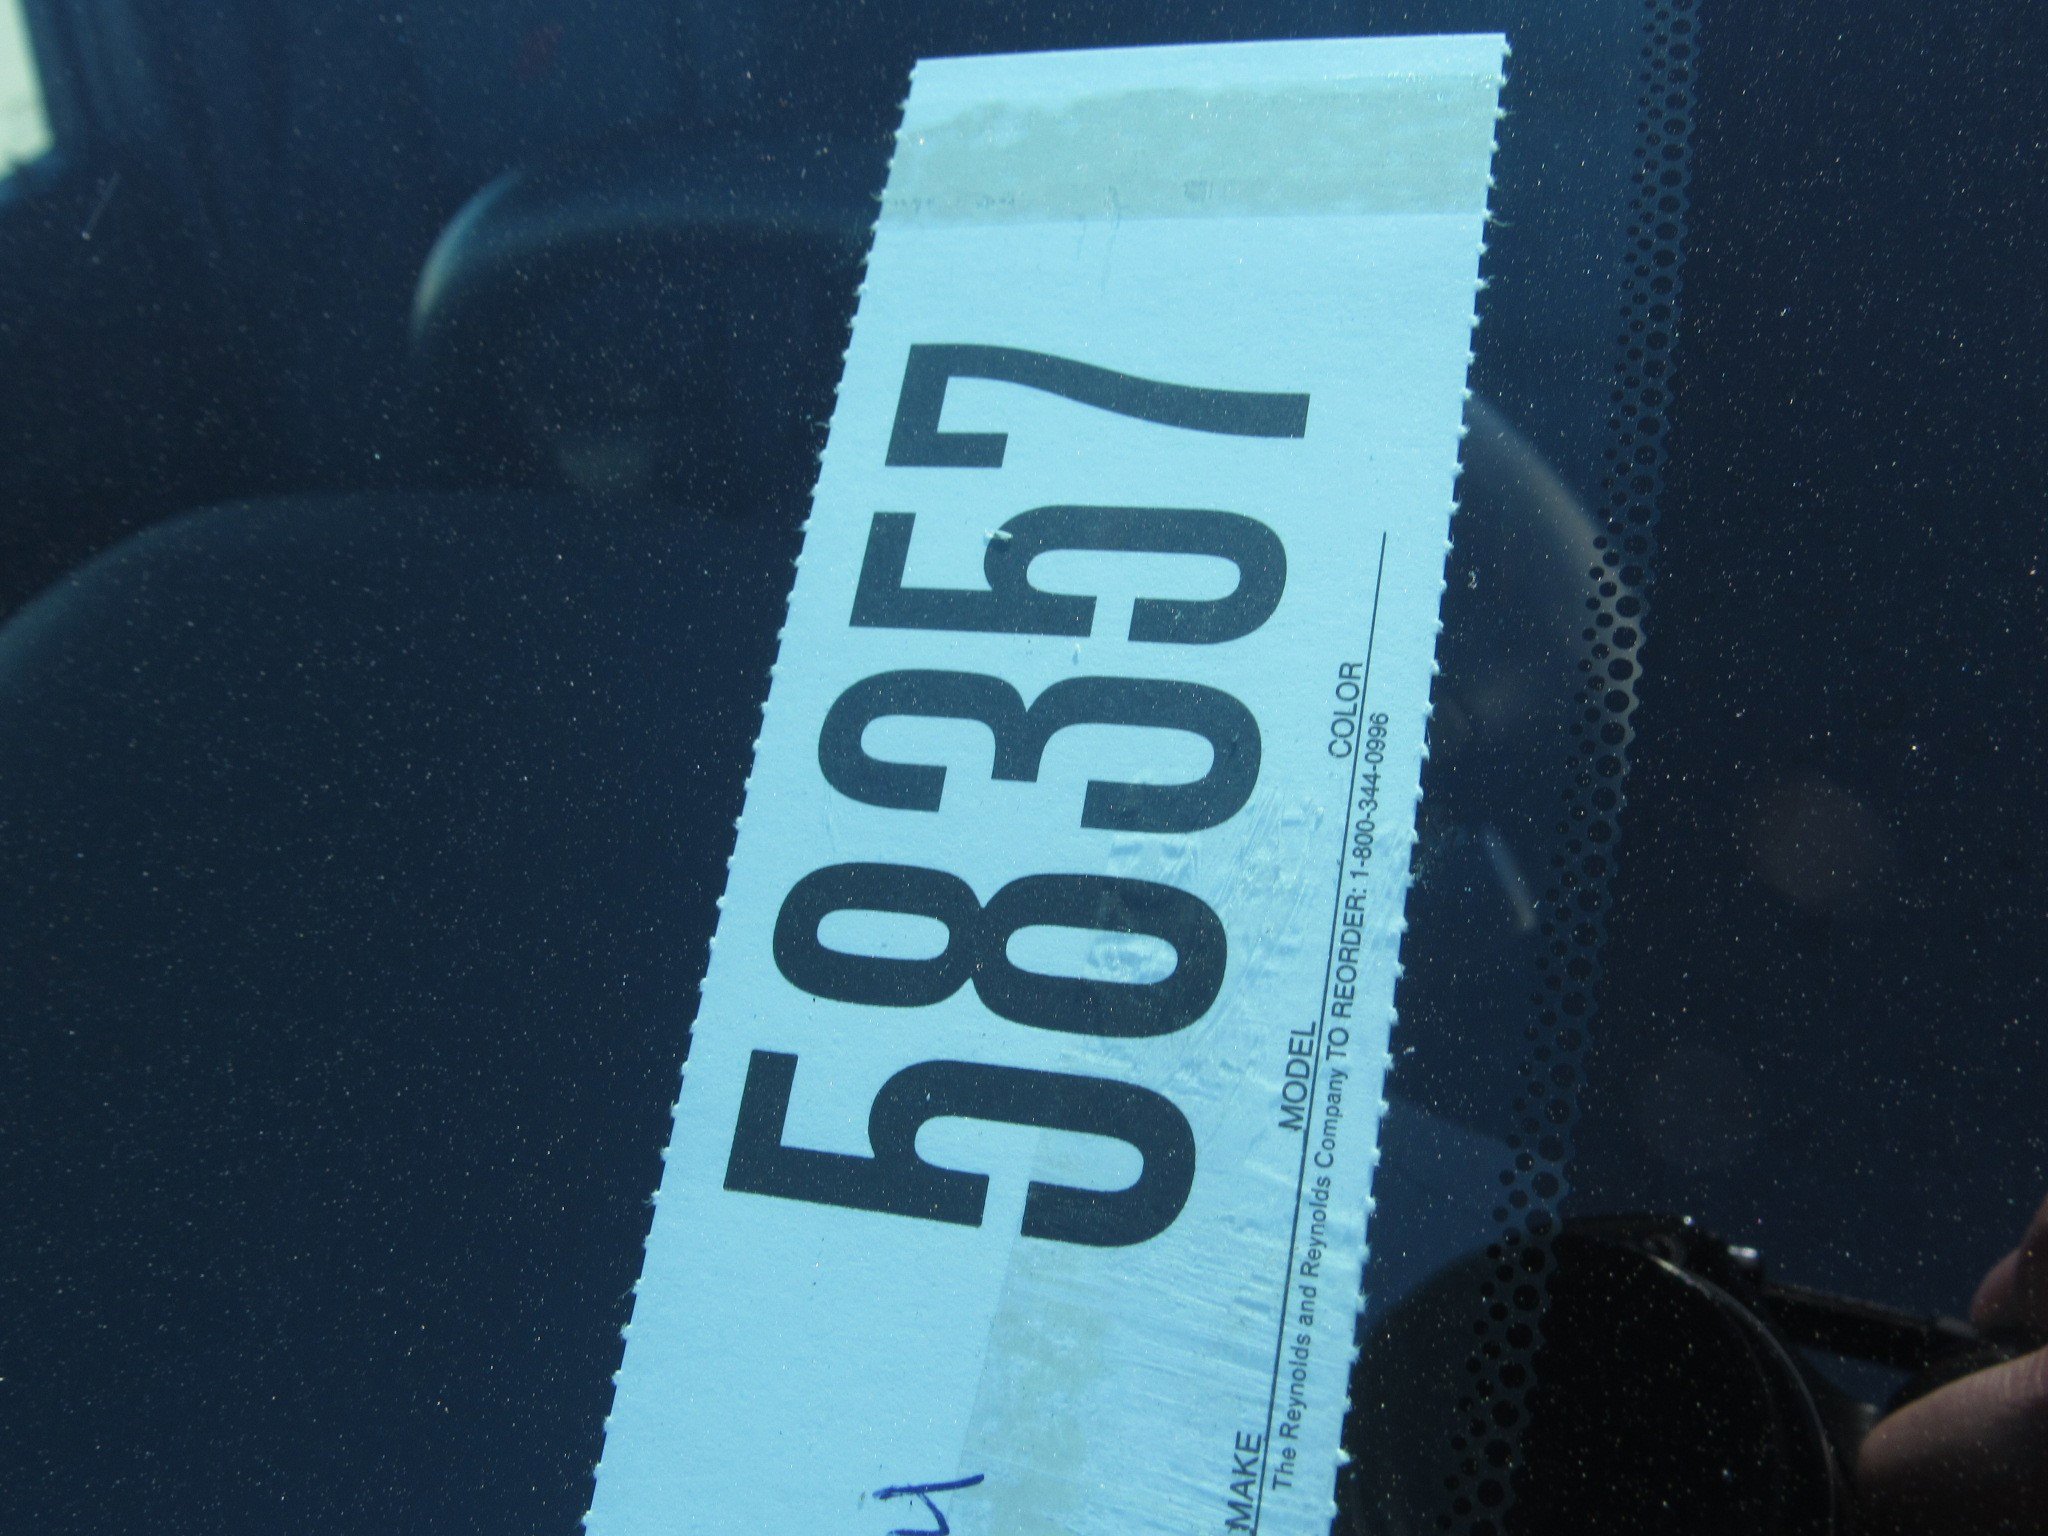 58357
MAKE MODEL COLOR
The Reynolds and Reynolds Company TO REORDER: 1-800-344-0996